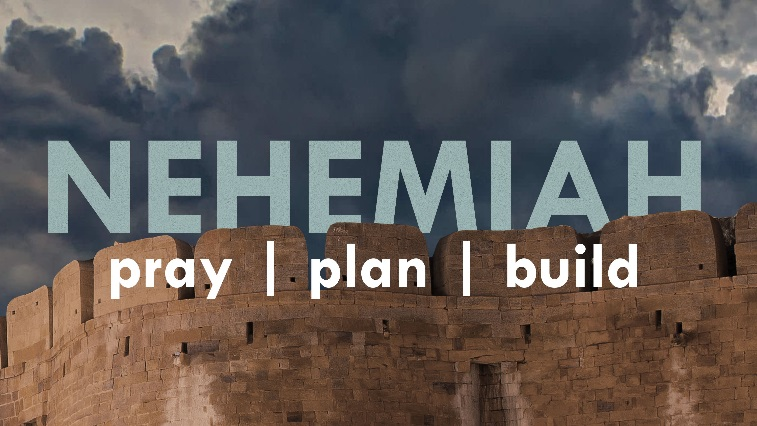 NEHEMIAH
pray | plan | build